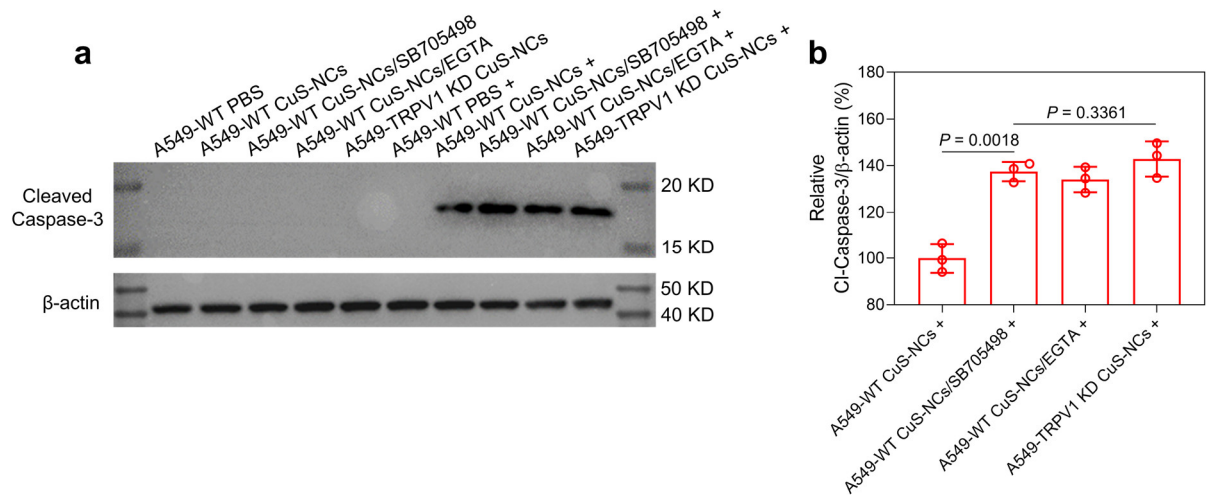 a
A549-WT PBS
A549-WT CuS-NCs
A549-WT CuS-NCs/SB705498
A549-WT CuS-NCs/EGTA
A549-TRPV1 KD CuS-NCs
A549-WT PBS +
A549-WT CuS-NCs +
A549-WT CuS-NCs/SB705498 +
A549-WT CuS-NCs/EGTA +
A549-TRPV1 KD CuS-NCs +
Cleaved
Caspase-3
20 KD
15 KD
β-actin
50 KD
40 KD
b
Relative
Cl-Caspase-3/β-actin (%)
180
160
140
120
100
80
P = 0.0018
P = 0.3361
A549-WT CuS-NCs +
A549-WT CuS-NCs/SB705498 +
A549-WT CuS-NCs/EGTA +
A549-TRPV1 KD CuS-NCs +